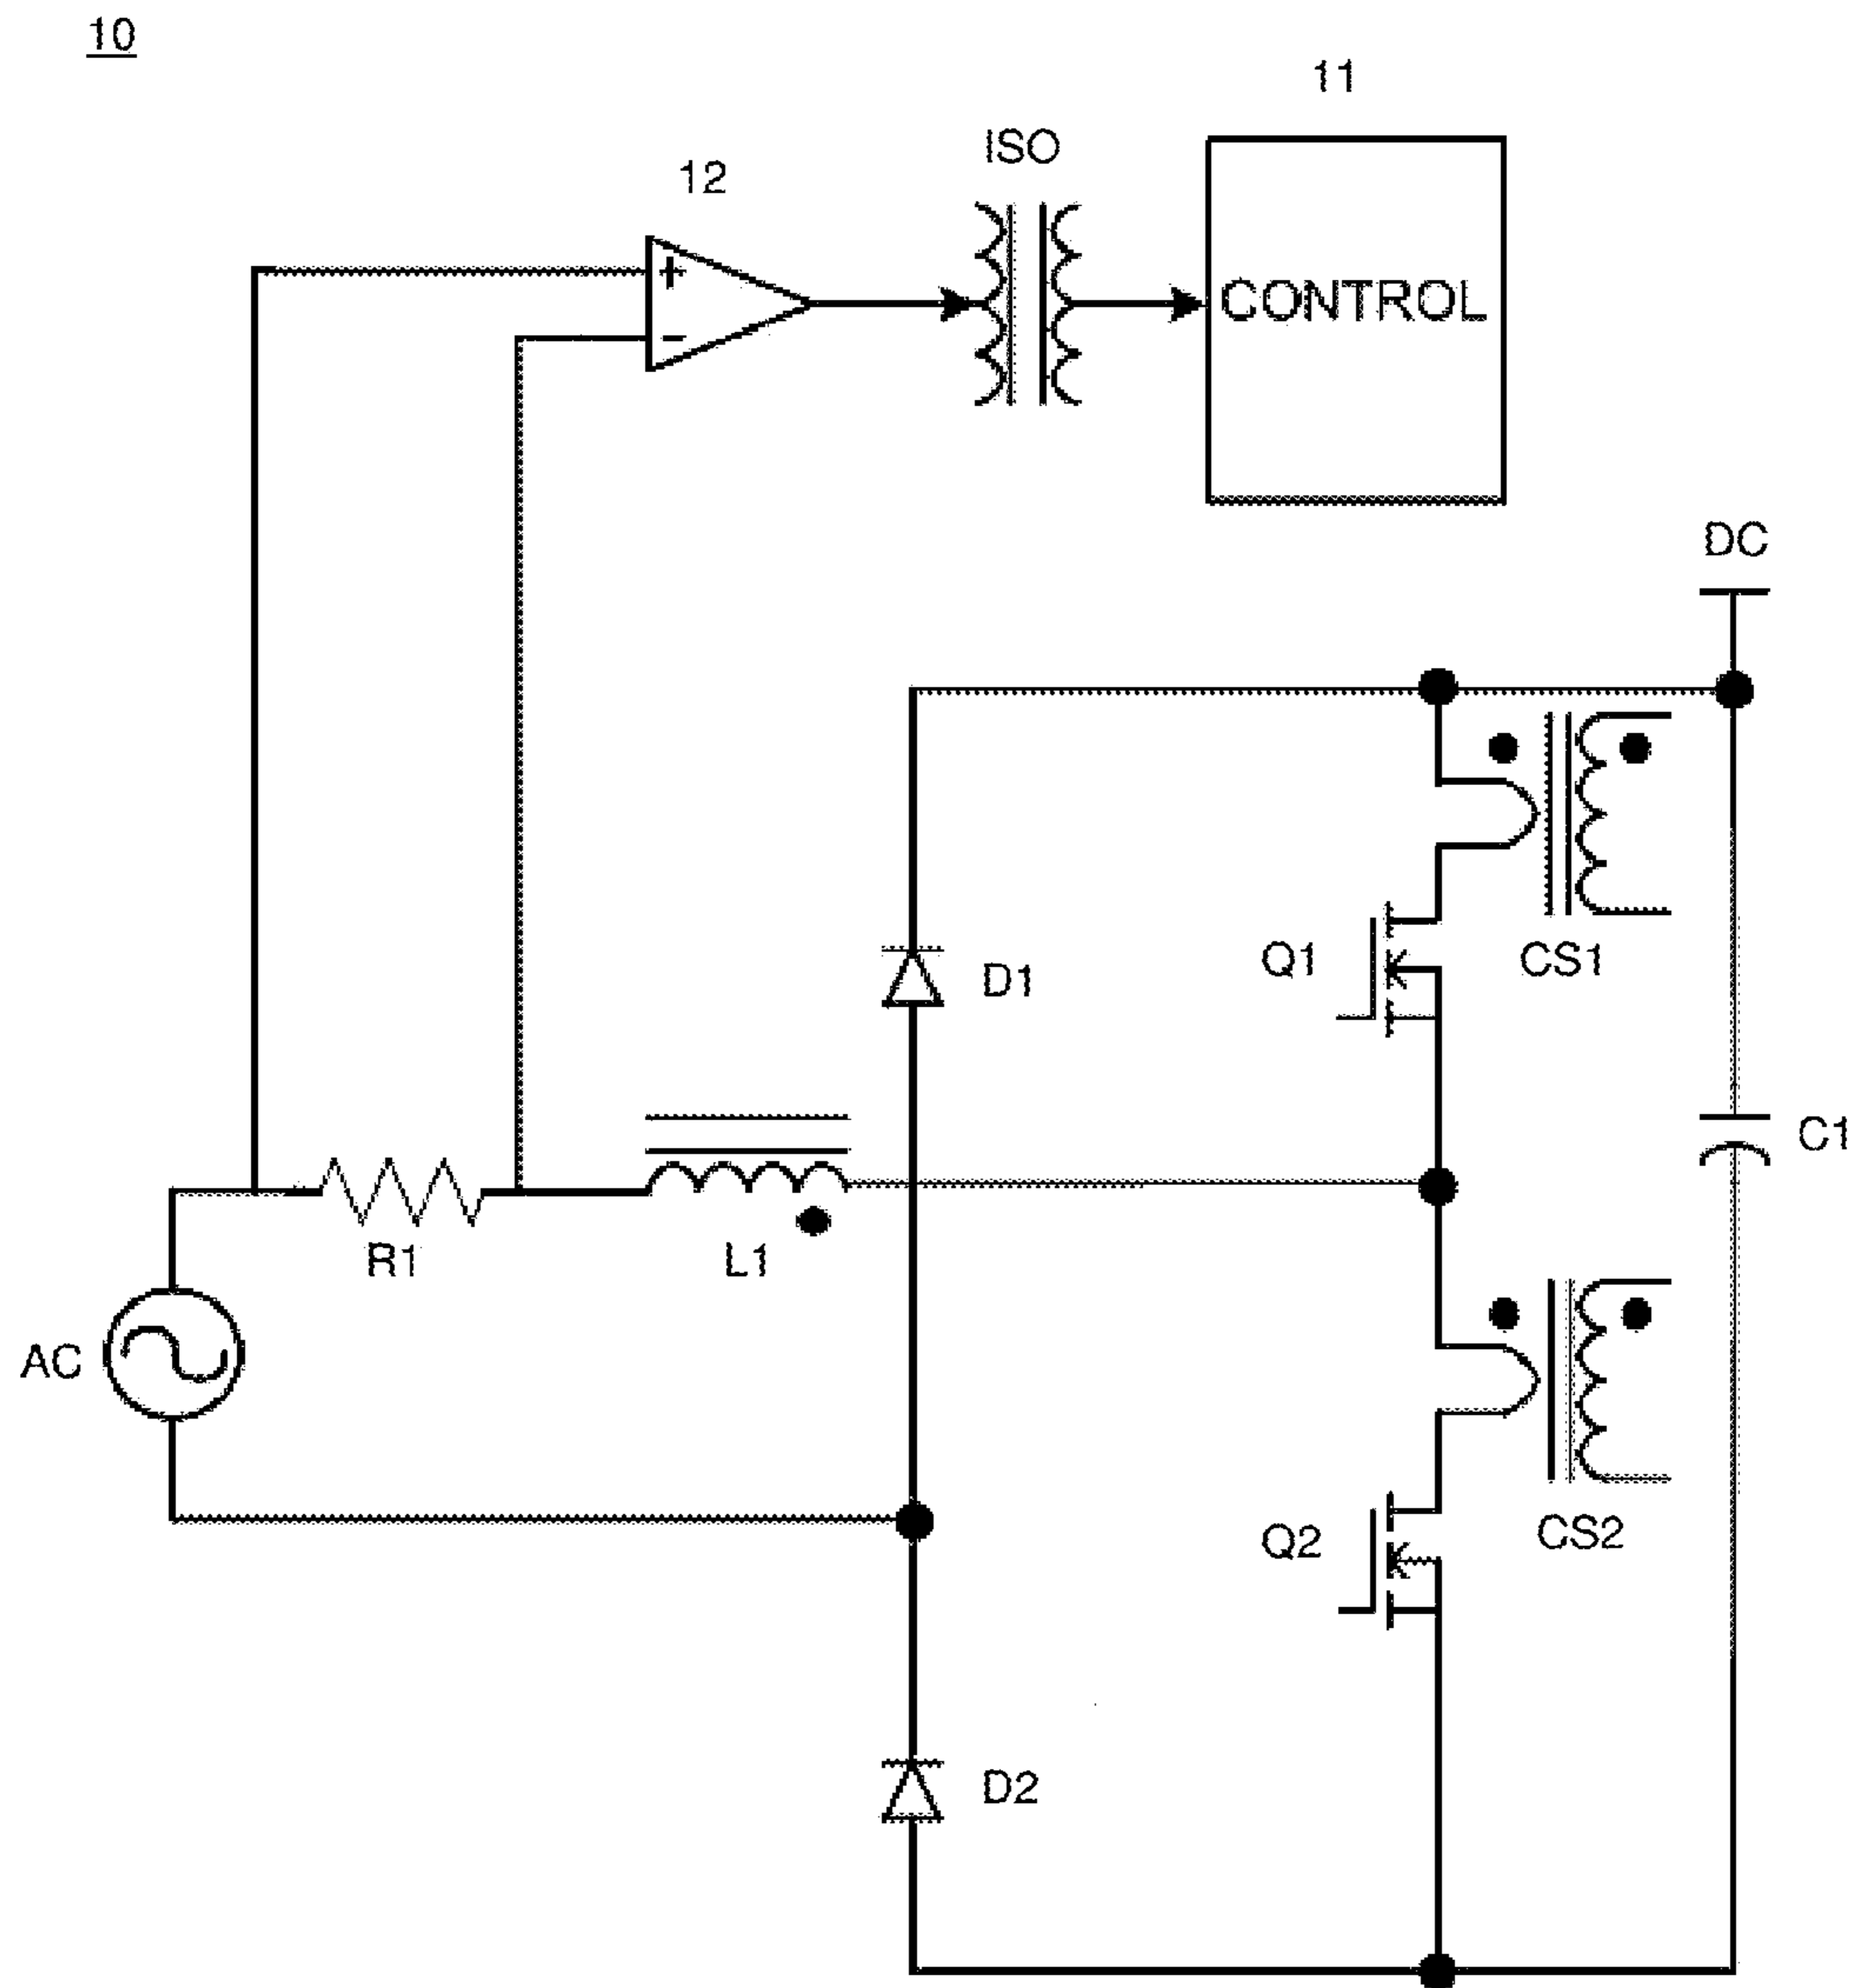 10
11
ISO
12
+
-
CONTROL
DC
Q1
CS1
D1
C1
R1
L1
AC
Q2
CS2
D2